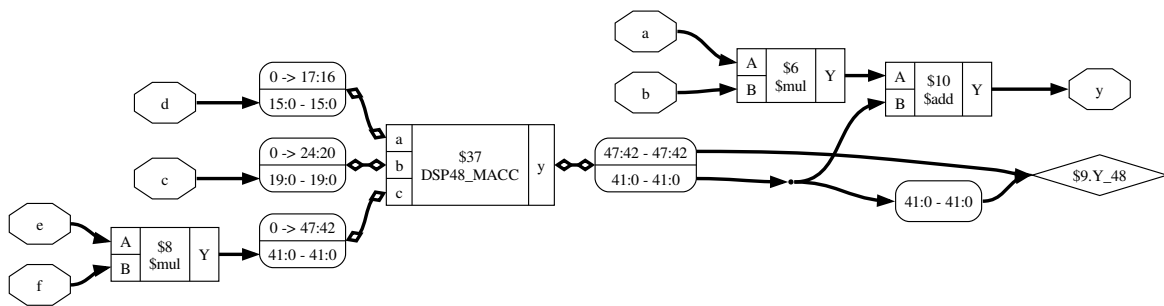 a
b
A
B
$6
$mul
Y
A
B
$10
$add
Y
y
d
0 -> 17:16
15:0 - 15:0
c
0 -> 24:20
19:0 - 19:0
a
b
c
$37
DSP48_MACC
y
47:42 - 47:42
41:0 - 41:0
41:0 - 41:0
$9.Y_48
e
f
A
B
$8
$mul
Y
0 -> 47:42
41:0 - 41:0